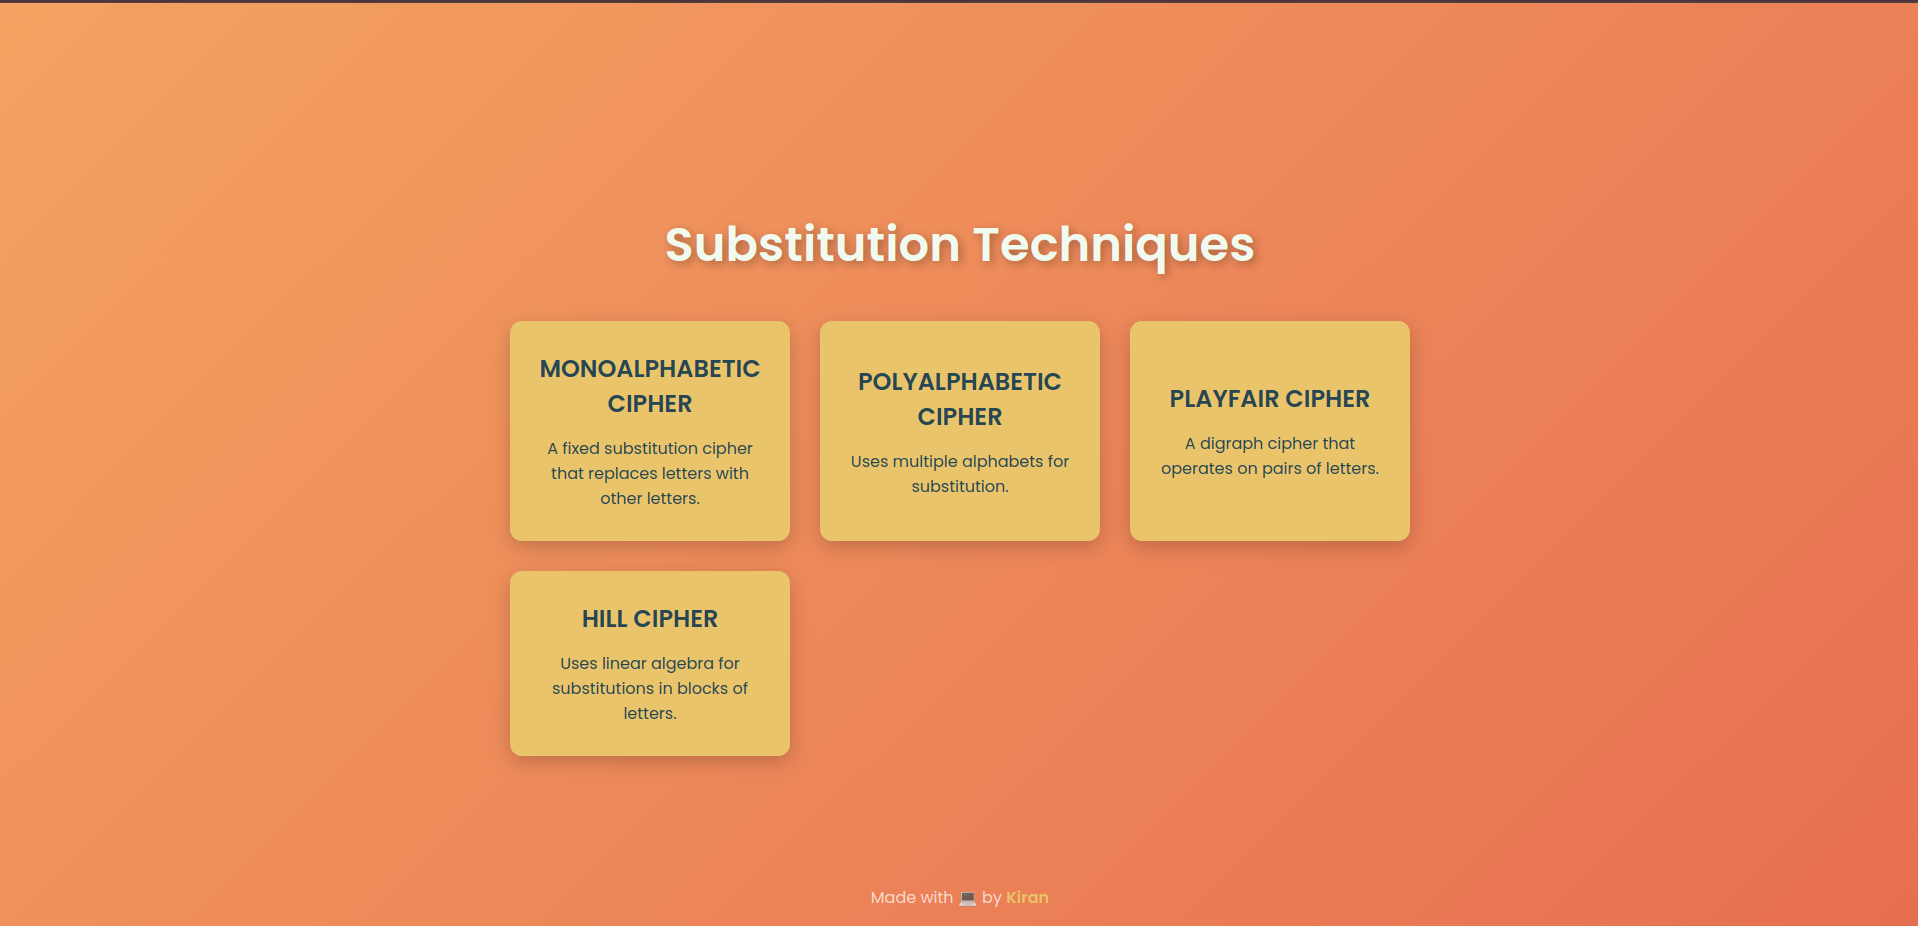 Substitution Techniques
MONOALPHABETIC
CIPHER
A fixed substitution cipher
that replaces letters with
other letters.
POLYALPHABETIC
CIPHER
Uses multiple alphabets for
substitution.
PLAYFAIR CIPHER
A digraph cipher that
operates on pairs of letters.
HILL CIPHER
Uses linear algebra for
substitutions in blocks of
letters.
Made with 💻 by Kiran